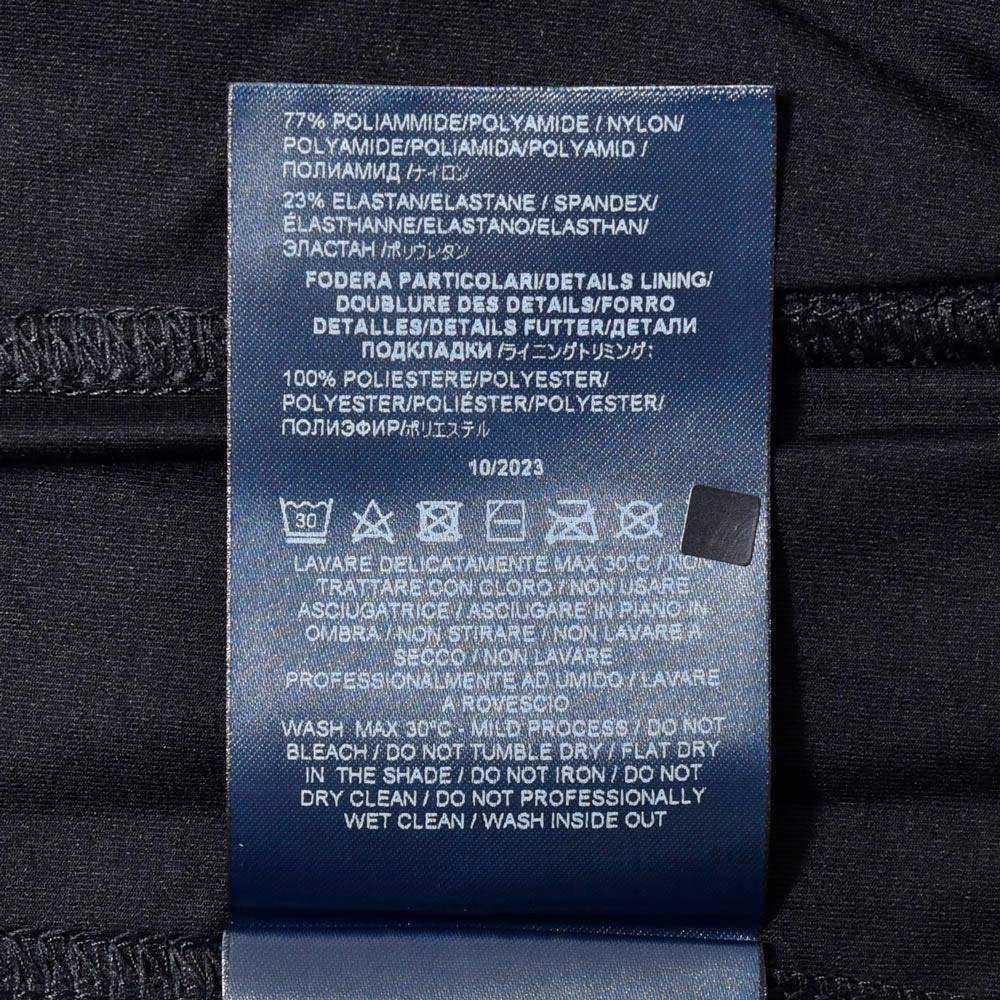 77% POLIAMMIDE/POLYAMIDE / NYLON/
POLYAMIDE/POLIAMIDA/POLYAMID /
ПОЛИАМИД /ナイロン
23% ELASTAN/ELASTANE / SPANDEX/
ÉLASTHANNE/ELASTANO/ELASTHAN/
ЭЛАСТАН /ポリウレタン
FODERA PARTICOLARI/DETAILS LINING/
DOUBLURE DES DETAILS/FORRO
DETALLES/DETAILS FUTTER/ДЕТАЛИ
ПОДКЛАДКИ /ライニングトリミング:
100% POLIESTERE/POLYESTER/
POLYESTER/POLIÉSTER/POLYESTER/
ПОЛИЭФИР/ポリエステル
10/2023
30
LAVARE DELICATAMENTE MAX 30°C / NON
TRATTARE CON CLORO / NON USARE
ASCIUGATRICE / ASCIUGARE IN PIANO IN
OMBRA / NON STIRARE / NON LAVARE A
SECCO / NON LAVARE
PROFESSIONALMENTE AD UMIDO / LAVARE
A ROVESCIO
WASH MAX 30°C - MILD PROCESS / DO NOT
BLEACH / DO NOT TUMBLE DRY / FLAT DRY
IN THE SHADE / DO NOT IRON / DO NOT
DRY CLEAN / DO NOT PROFESSIONALLY
WET CLEAN / WASH INSIDE OUT